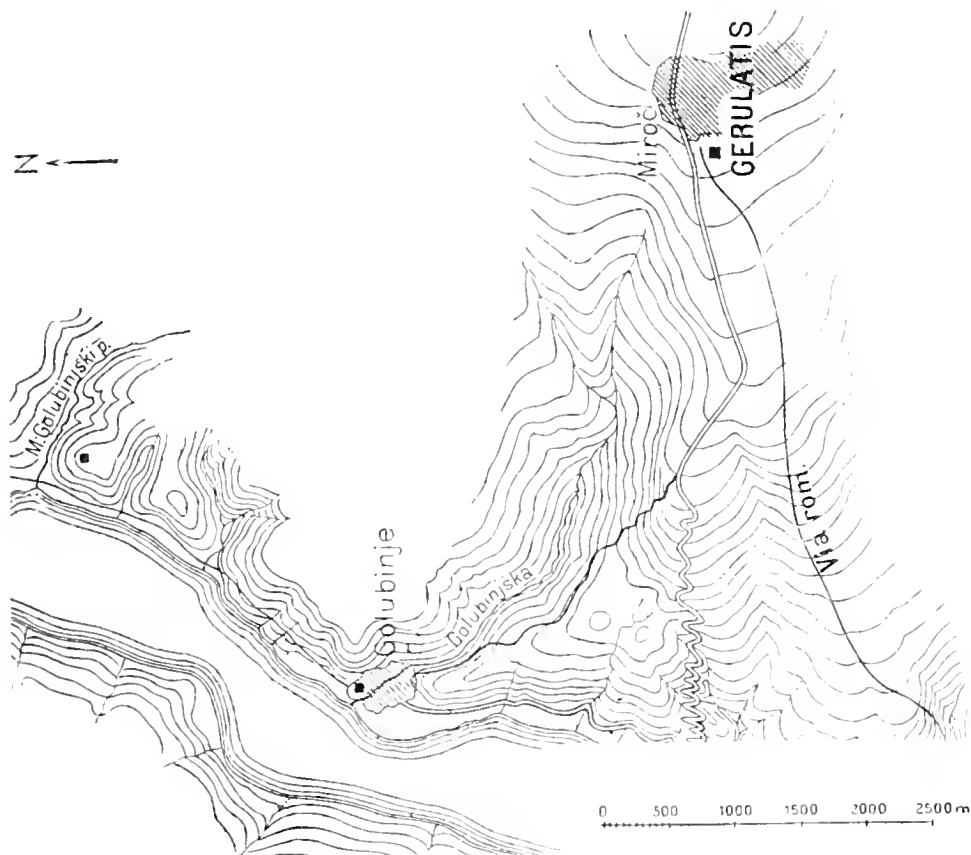 N
Miroč
GERULATIS
M. Golubinjski p.
Golubinje
Golubinjska
Via rom.
0 500 1000 1500 2000 2500 m